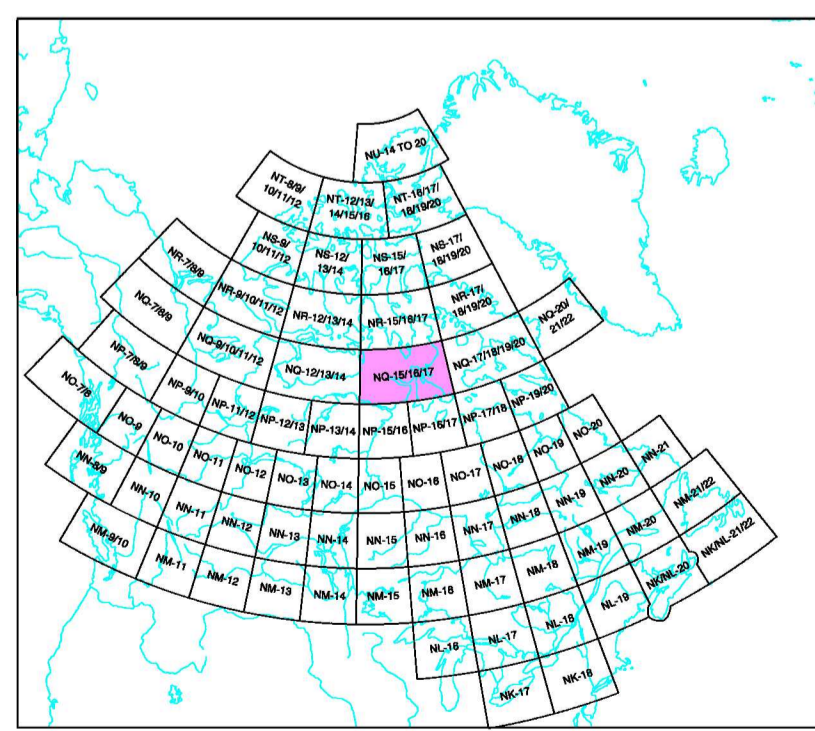 NU-14 TO 20
NT-8/9/
10/11/12
NT-12/13/
14/15/16
NT-16/17/
18/19/20
NS-9/
10/11/12
NS-12/
13/14
NS-15/
16/17
NS-17/
18/19/20
NR-7/8/9
NR-9/10/11/12
NR-12/13/14
NR-15/16/17
NR-17/
18/19/20
NQ-7/8/9
NQ-9/10/11/12
NQ-12/13/14
NQ-15/16/17
NQ-17/18/19/20
NQ-20/
21/22
NP-7/8/9
NP-9/10
NP-11/12
NP-12/13
NP-13/14
NP-15/16
NP-16/17
NP-17/18
NP-19/20
NO-7/8
NO-9
NO-10
NO-11
NO-12
NO-13
NO-14
NO-15
NO-16
NO-17
NO-18
NO-19
NO-20
NN-8/9
NN-10
NN-11
NN-12
NN-13
NN-14
NN-15
NN-16
NN-17
NN-18
NN-19
NN-20
NN-21
NM-9/10
NM-11
NM-12
NM-13
NM-14
NM-15
NM-16
NM-17
NM-18
NM-19
NM-20
NM-21/22
NL-16
NL-17
NL-18
NL-19
NK/NL-20
NK/NL-21/22
NK-17
NK-18